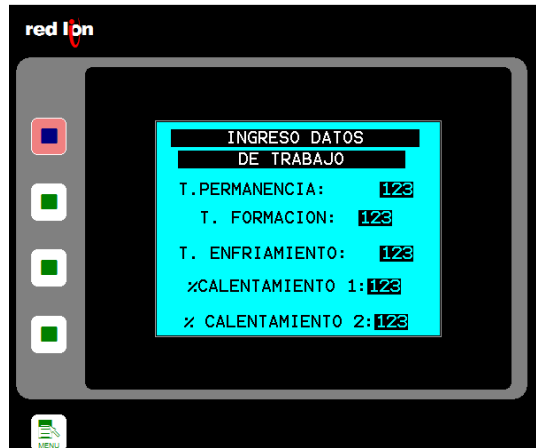 red lion
INGRESO DATOS
DE TRABAJO
T.PERMANENCIA: 123
T. FORMACION: 123
T. ENFRIAMIENTO: 123
%CALENTAMIENTO 1:123
% CALENTAMIENTO 2:123
MENU